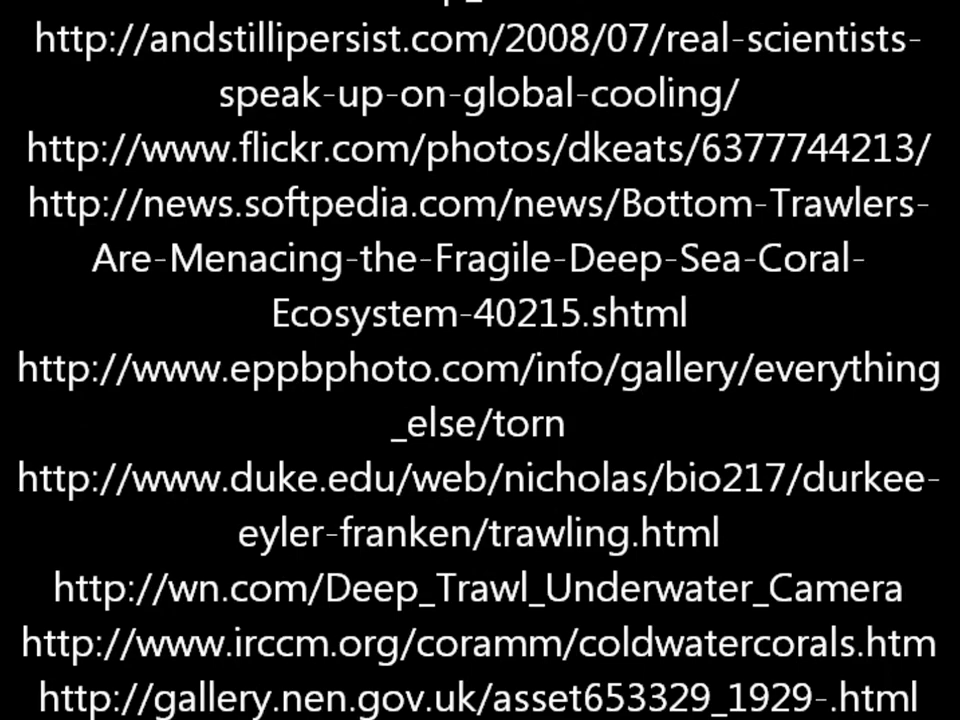 http://andstillipersist.com/2008/07/real-scientists-
speak-up-on-global-cooling/
http://www.flickr.com/photos/dkeats/6377744213/
http://news.softpedia.com/news/Bottom-Trawlers-
Are-Menacing-the-Fragile-Deep-Sea-Coral-
Ecosystem-40215.shtml
http://www.eppbphoto.com/info/gallery/everything
_else/torn
http://www.duke.edu/web/nicholas/bio217/durkee-
eyler-franken/trawling.html
http://wn.com/Deep_Trawl_Underwater_Camera
http://www.irccm.org/coramm/coldwatercorals.htm
http://gallery.nen.gov.uk/asset653329_1929-.html